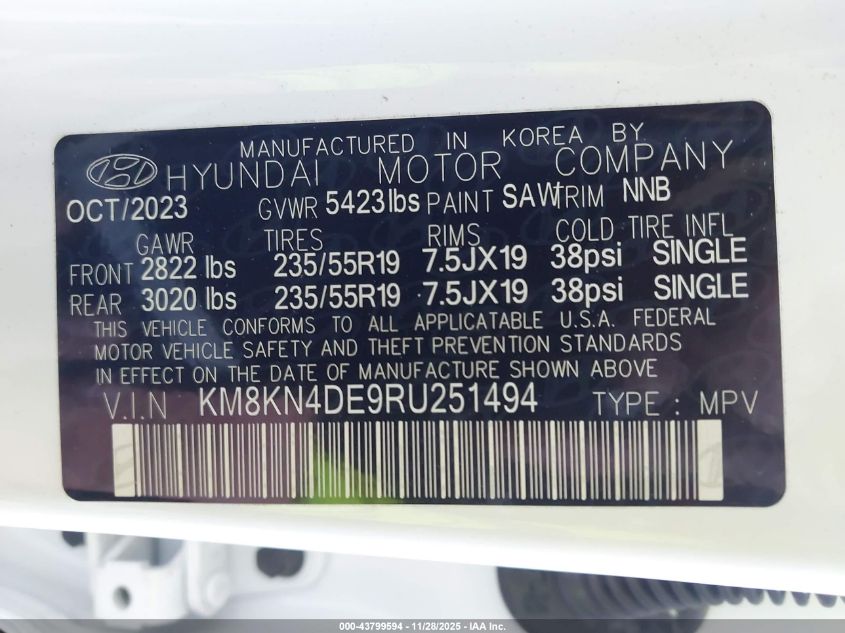 MANUFACTURED IN KOREA BY
HYUNDAI MOTOR COMPANY
OCT/2023 GVWR 5423lbs PAINT SAW TRIM NNB
GAWR TIRES RIMS COLD TIRE INFL
FRONT 2822 lbs 235/55R19 7.5JX19 38psi SINGLE
REAR 3020 lbs 235/55R19 7.5JX19 38psi SINGLE
THIS VEHICLE CONFORMS TO ALL APPLICABLE U.S.A. FEDERAL
MOTOR VEHICLE SAFETY AND THEFT PREVENTION STANDARDS
IN EFFECT ON THE DATE OF MANUFACTURE SHOWN ABOVE
V.I.N KM8KN4DE9RU251494 TYPE : MPV
000-43799594 - 11/28/2025 - IAA Inc.